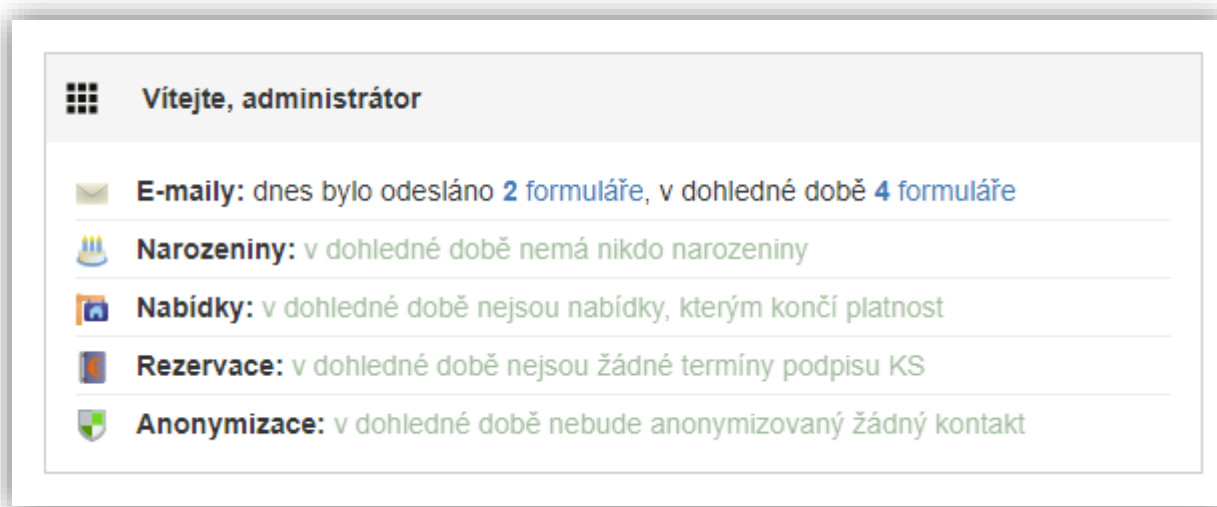 Vítejte, administrátor
E-maily: dnes bylo odesláno 2 formuláře, v dohledné době 4 formuláře
Narozeniny: v dohledné době nemá nikdo narozeniny
Nabídky: v dohledné době nejsou nabídky, kterým končí platnost
Rezervace: v dohledné době nejsou žádné termíny podpisu KS
Anonymizace: v dohledné době nebude anonymizovaný žádný kontakt